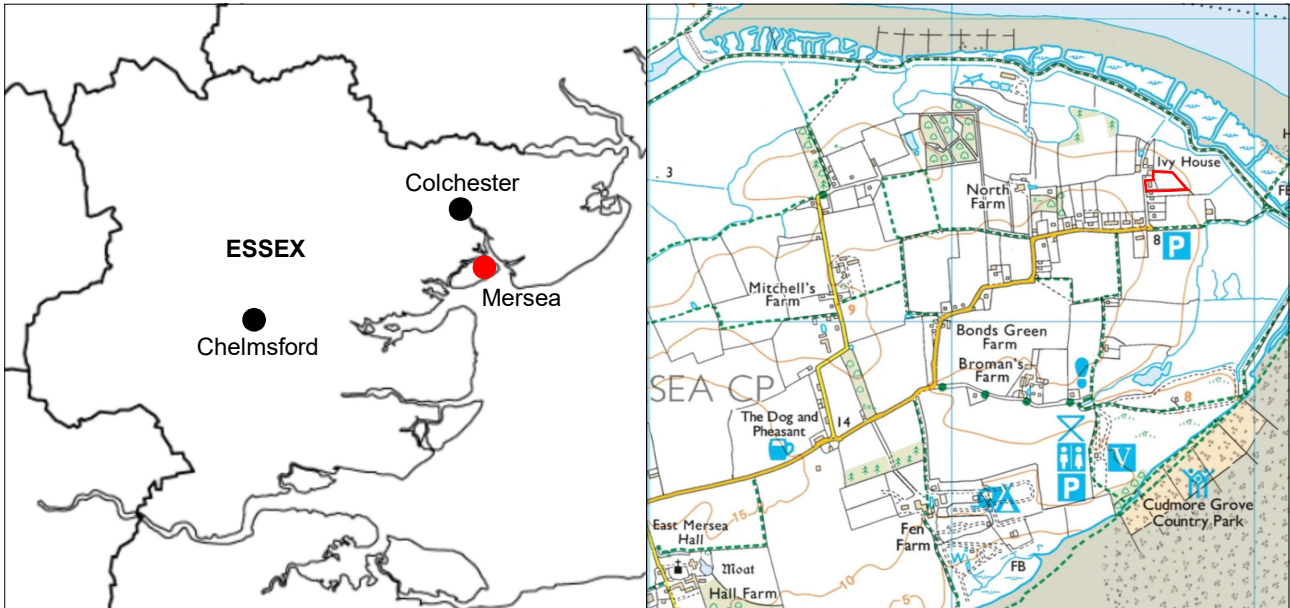 Colchester
ESSEX
Mersea
Chelmsford
3
Ivy House
FB
North
Farm
8
P
Mitchell's
Farm
9
Bonds Green
Farm
Broman's
Farm
SEA CP
8
The Dog and
Pheasant
14
V
P
Cudmore Grove
Country Park
15
East Mersea
Hall
Fen
Farm
Moat
W
FB
Hall Farm
10
5